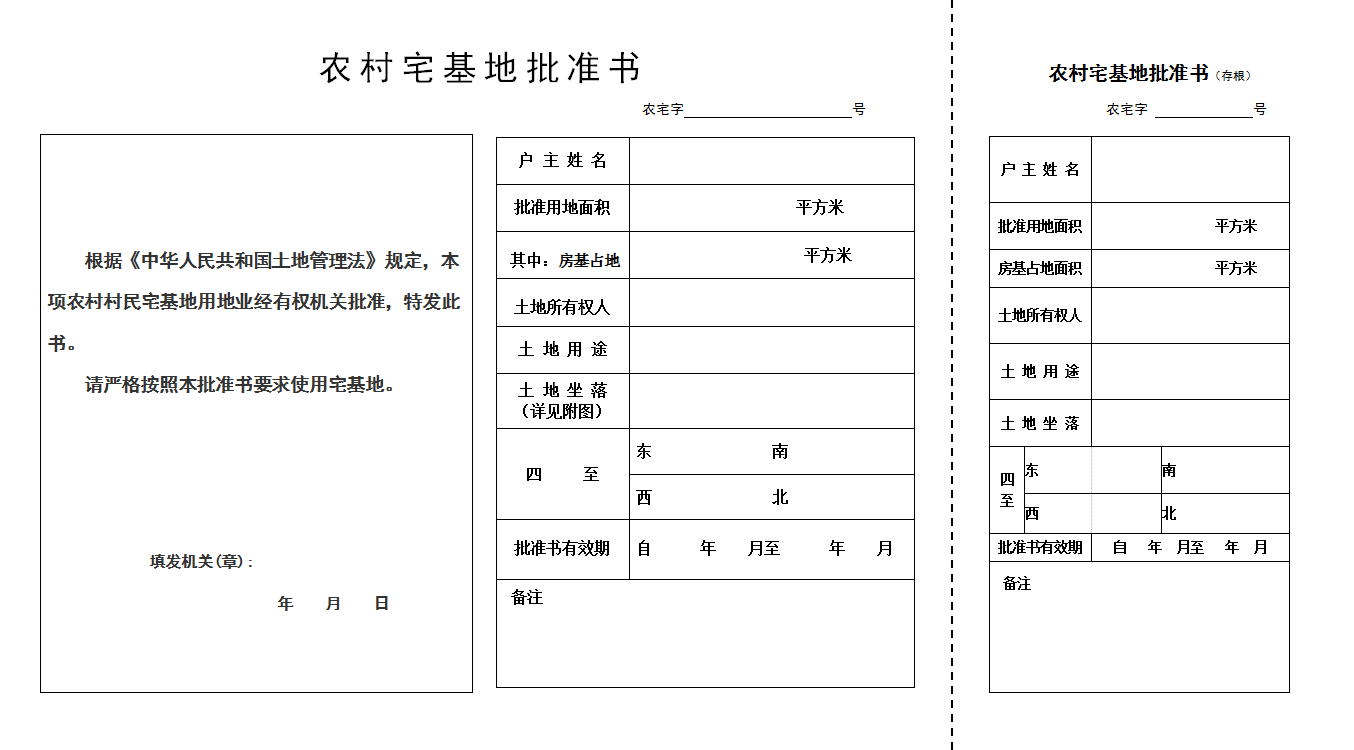 农村宅基地批准书
农宅字 号
根据《中华人民共和国土地管理法》规定，本
项农村村民宅基地用地业经有权机关批准，特发此
书。
请严格按照本批准书要求使用宅基地。
填发机关(章)：
年 月 日
户主姓名
批准用地面积 平方米
其中：房基占地 平方米
土地所有权人
土地用途
土地坐落
（详见附图）
四至
东 南
西 北
批准书有效期 自 年 月至 年 月
备注
农村宅基地批准书（存根）
农宅字 号
户主姓名
批准用地面积 平方米
房基占地面积 平方米
土地所有权人
土地用途
土地坐落
四
至
东 南
西 北
批准书有效期 自 年 月至 年 月
备注